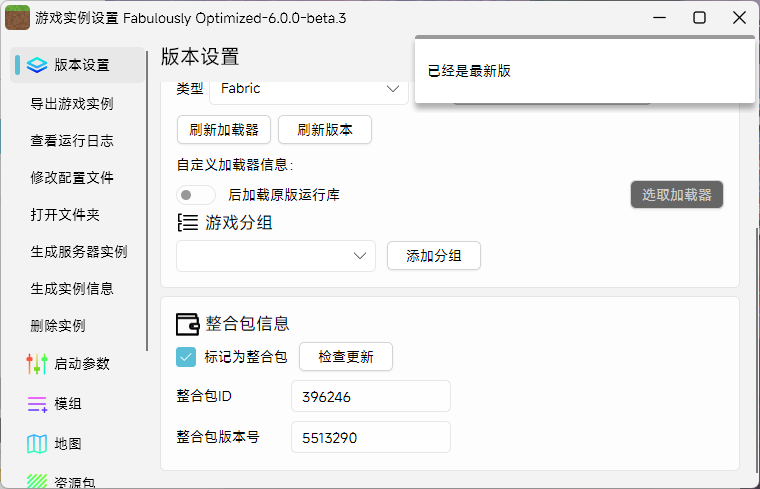 游戏实例设置 Fabulously Optimized-6.0.0-beta.3
已经是最新版
版本设置
导出游戏实例
查看运行日志
修改配置文件
打开文件夹
生成服务器实例
生成实例信息
删除实例
启动参数
模组
地图
资源包
版本设置
类型 Fabric
刷新加载器 刷新版本
自定义加载器信息：
后加载原版运行库 选取加载器
游戏分组
添加分组
整合包信息
标记为整合包 检查更新
整合包ID 396246
整合包版本号 5513290